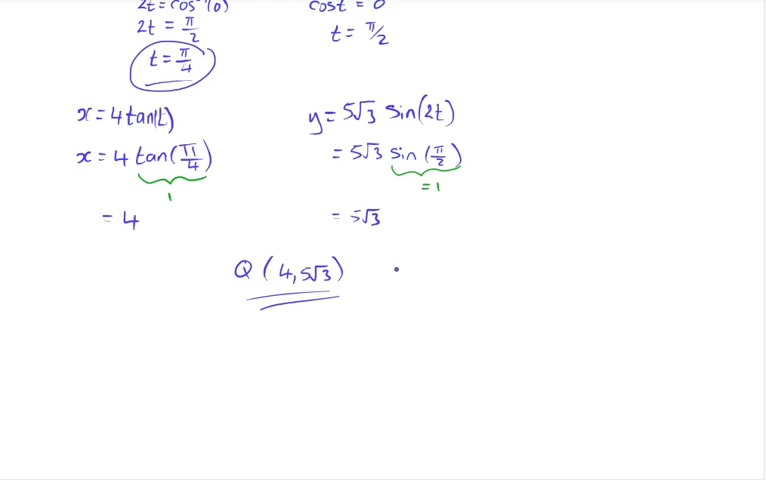 2t = cos⁻¹(0) cos t = 0
2t = π/2 t = π/2
t = π/4
x = 4 tan(t) y = 5√3 sin(2t)
x = 4 tan(π/4) = 5√3 sin(π/2)
1 = 1
= 4 = 5√3
Q (4, 5√3)